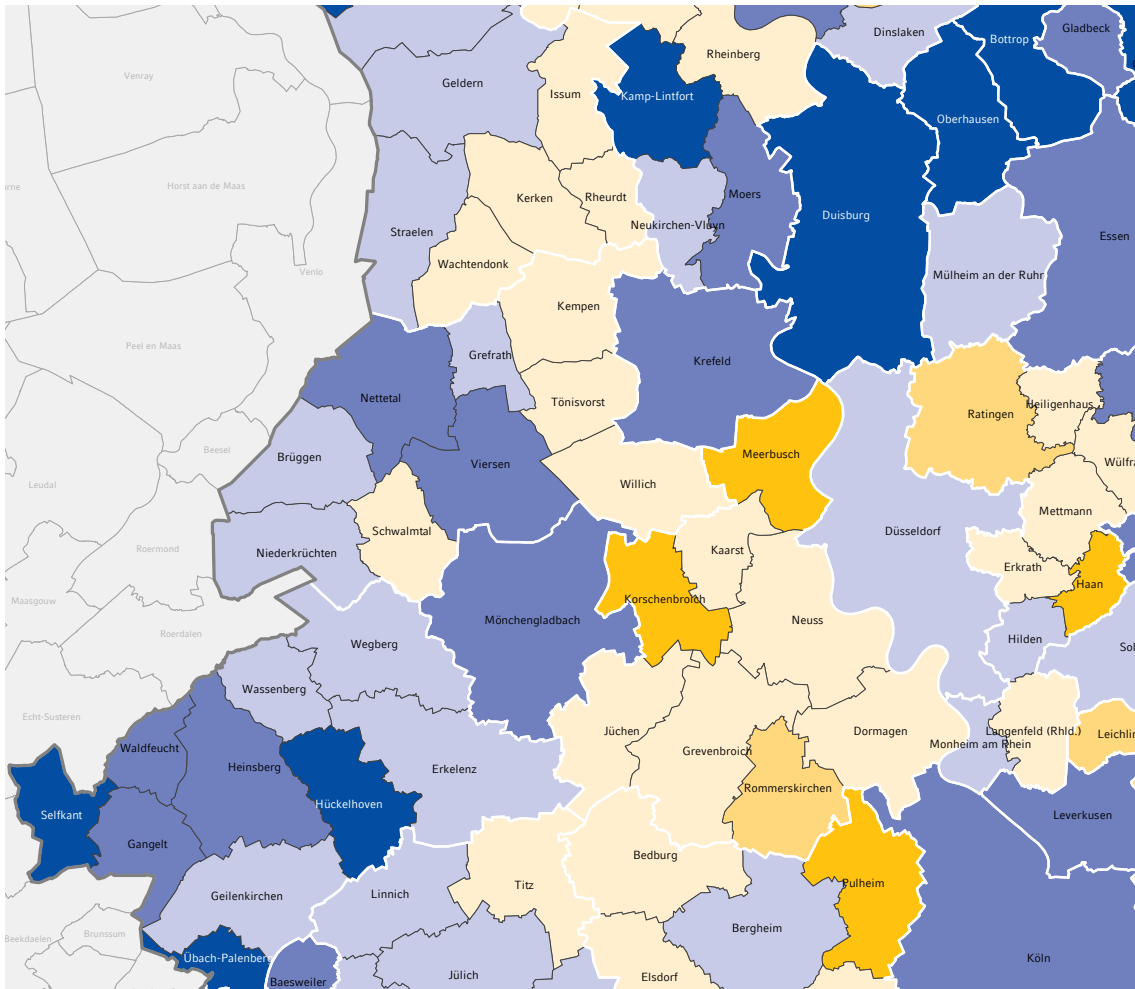 Dinslaken
Gladbeck
Bottrop
Rheinberg
Venray
Geldern
Issum
Kamp-Lintfort
Oberhausen
Horst aan de Maas
Moers
Kerken
Rheurdt
Duisburg
Neukirchen-Vluyn
Straelen
Essen
Wachtendonk
Venlo
Mülheim an der Ruhr
Kempen
Peel en Maas
Grefrath
Krefeld
Nettetal
Tönisvorst
Heiligenhaus
Ratingen
Beesel
Brüggen
Meerbusch
Viersen
Wülfra
Leudal
Willich
Mettmann
Schwalmtal
Düsseldorf
Roermond
Niederkrüchten
Kaarst
Erkrath
Haan
Maasgouw
Korschenbroich
Mönchengladbach
Neuss
Roerdalen
Hilden
Wegberg
Sol
Wassenberg
Echt-Susteren
Jüchen
Dormagen
Langenfeld (Rhld.)
Leichlin
Monheim am Rhein
Waldfeucht
Grevenbroich
Heinsberg
Erkelenz
Rommerskirchen
Hückelhoven
Selfkant
Leverkusen
Gangelt
Bedburg
Titz
Pulheim
Linnich
Geilenkirchen
Bergheim
Brunssum
Beekdaelen
Übach-Palenberg
Köln
Jülich
Elsdorf
Baesweiler